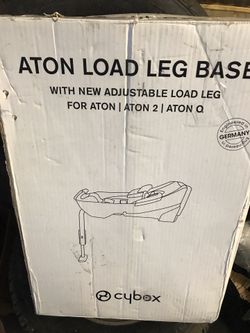 ATON LOAD LEG BASE
WITH NEW ADJUSTABLE LOAD LEG
FOR ATON | ATON 2 | ATON Q
GERMANY
cybex